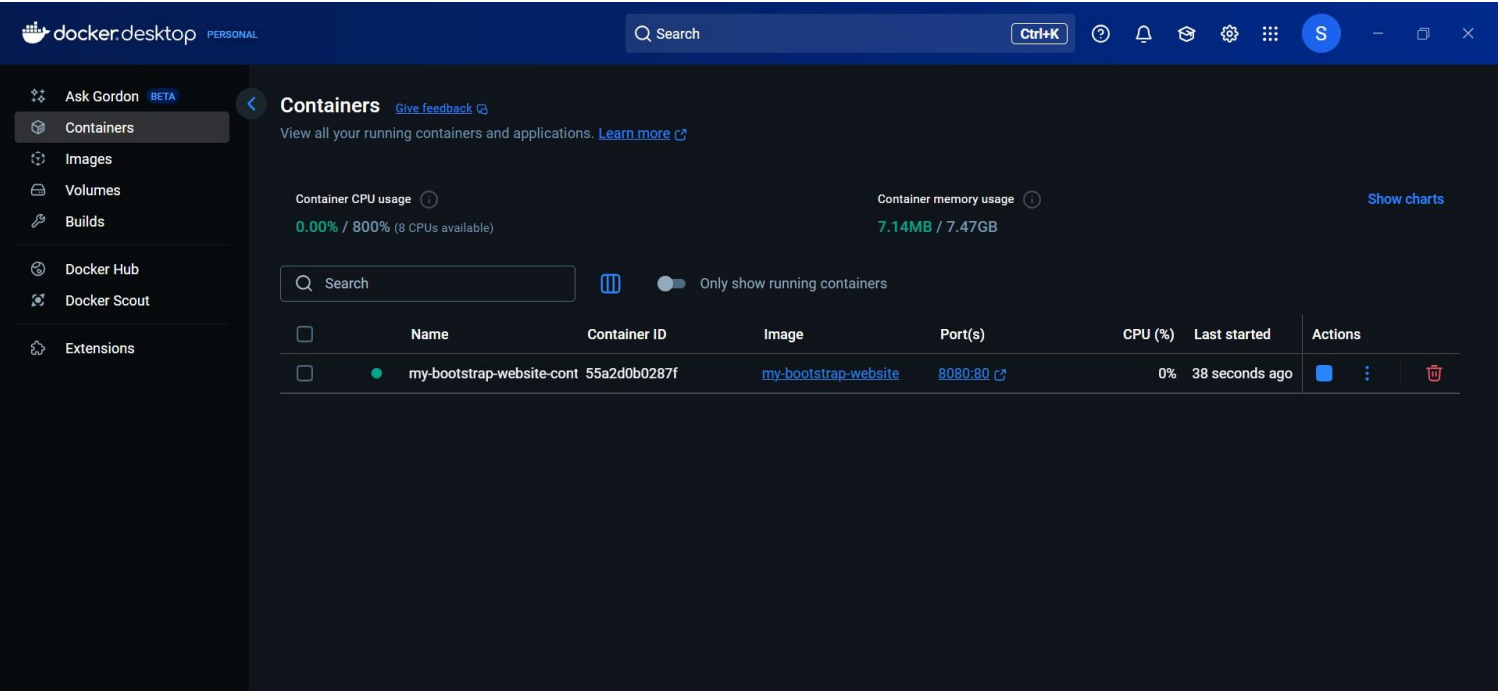 docker.desktop PERSONAL
Search Ctrl+K
S
Ask Gordon BETA
Containers
Images
Volumes
Builds
Docker Hub
Docker Scout
Extensions
Containers Give feedback
View all your running containers and applications. Learn more
Container CPU usage
0.00% / 800% (8 CPUs available)
Container memory usage
7.14MB / 7.47GB
Show charts
Search
Only show running containers
Name Container ID Image Port(s) CPU (%) Last started Actions
my-bootstrap-website-cont 55a2d0b0287f my-bootstrap-website 8080:80 0% 38 seconds ago